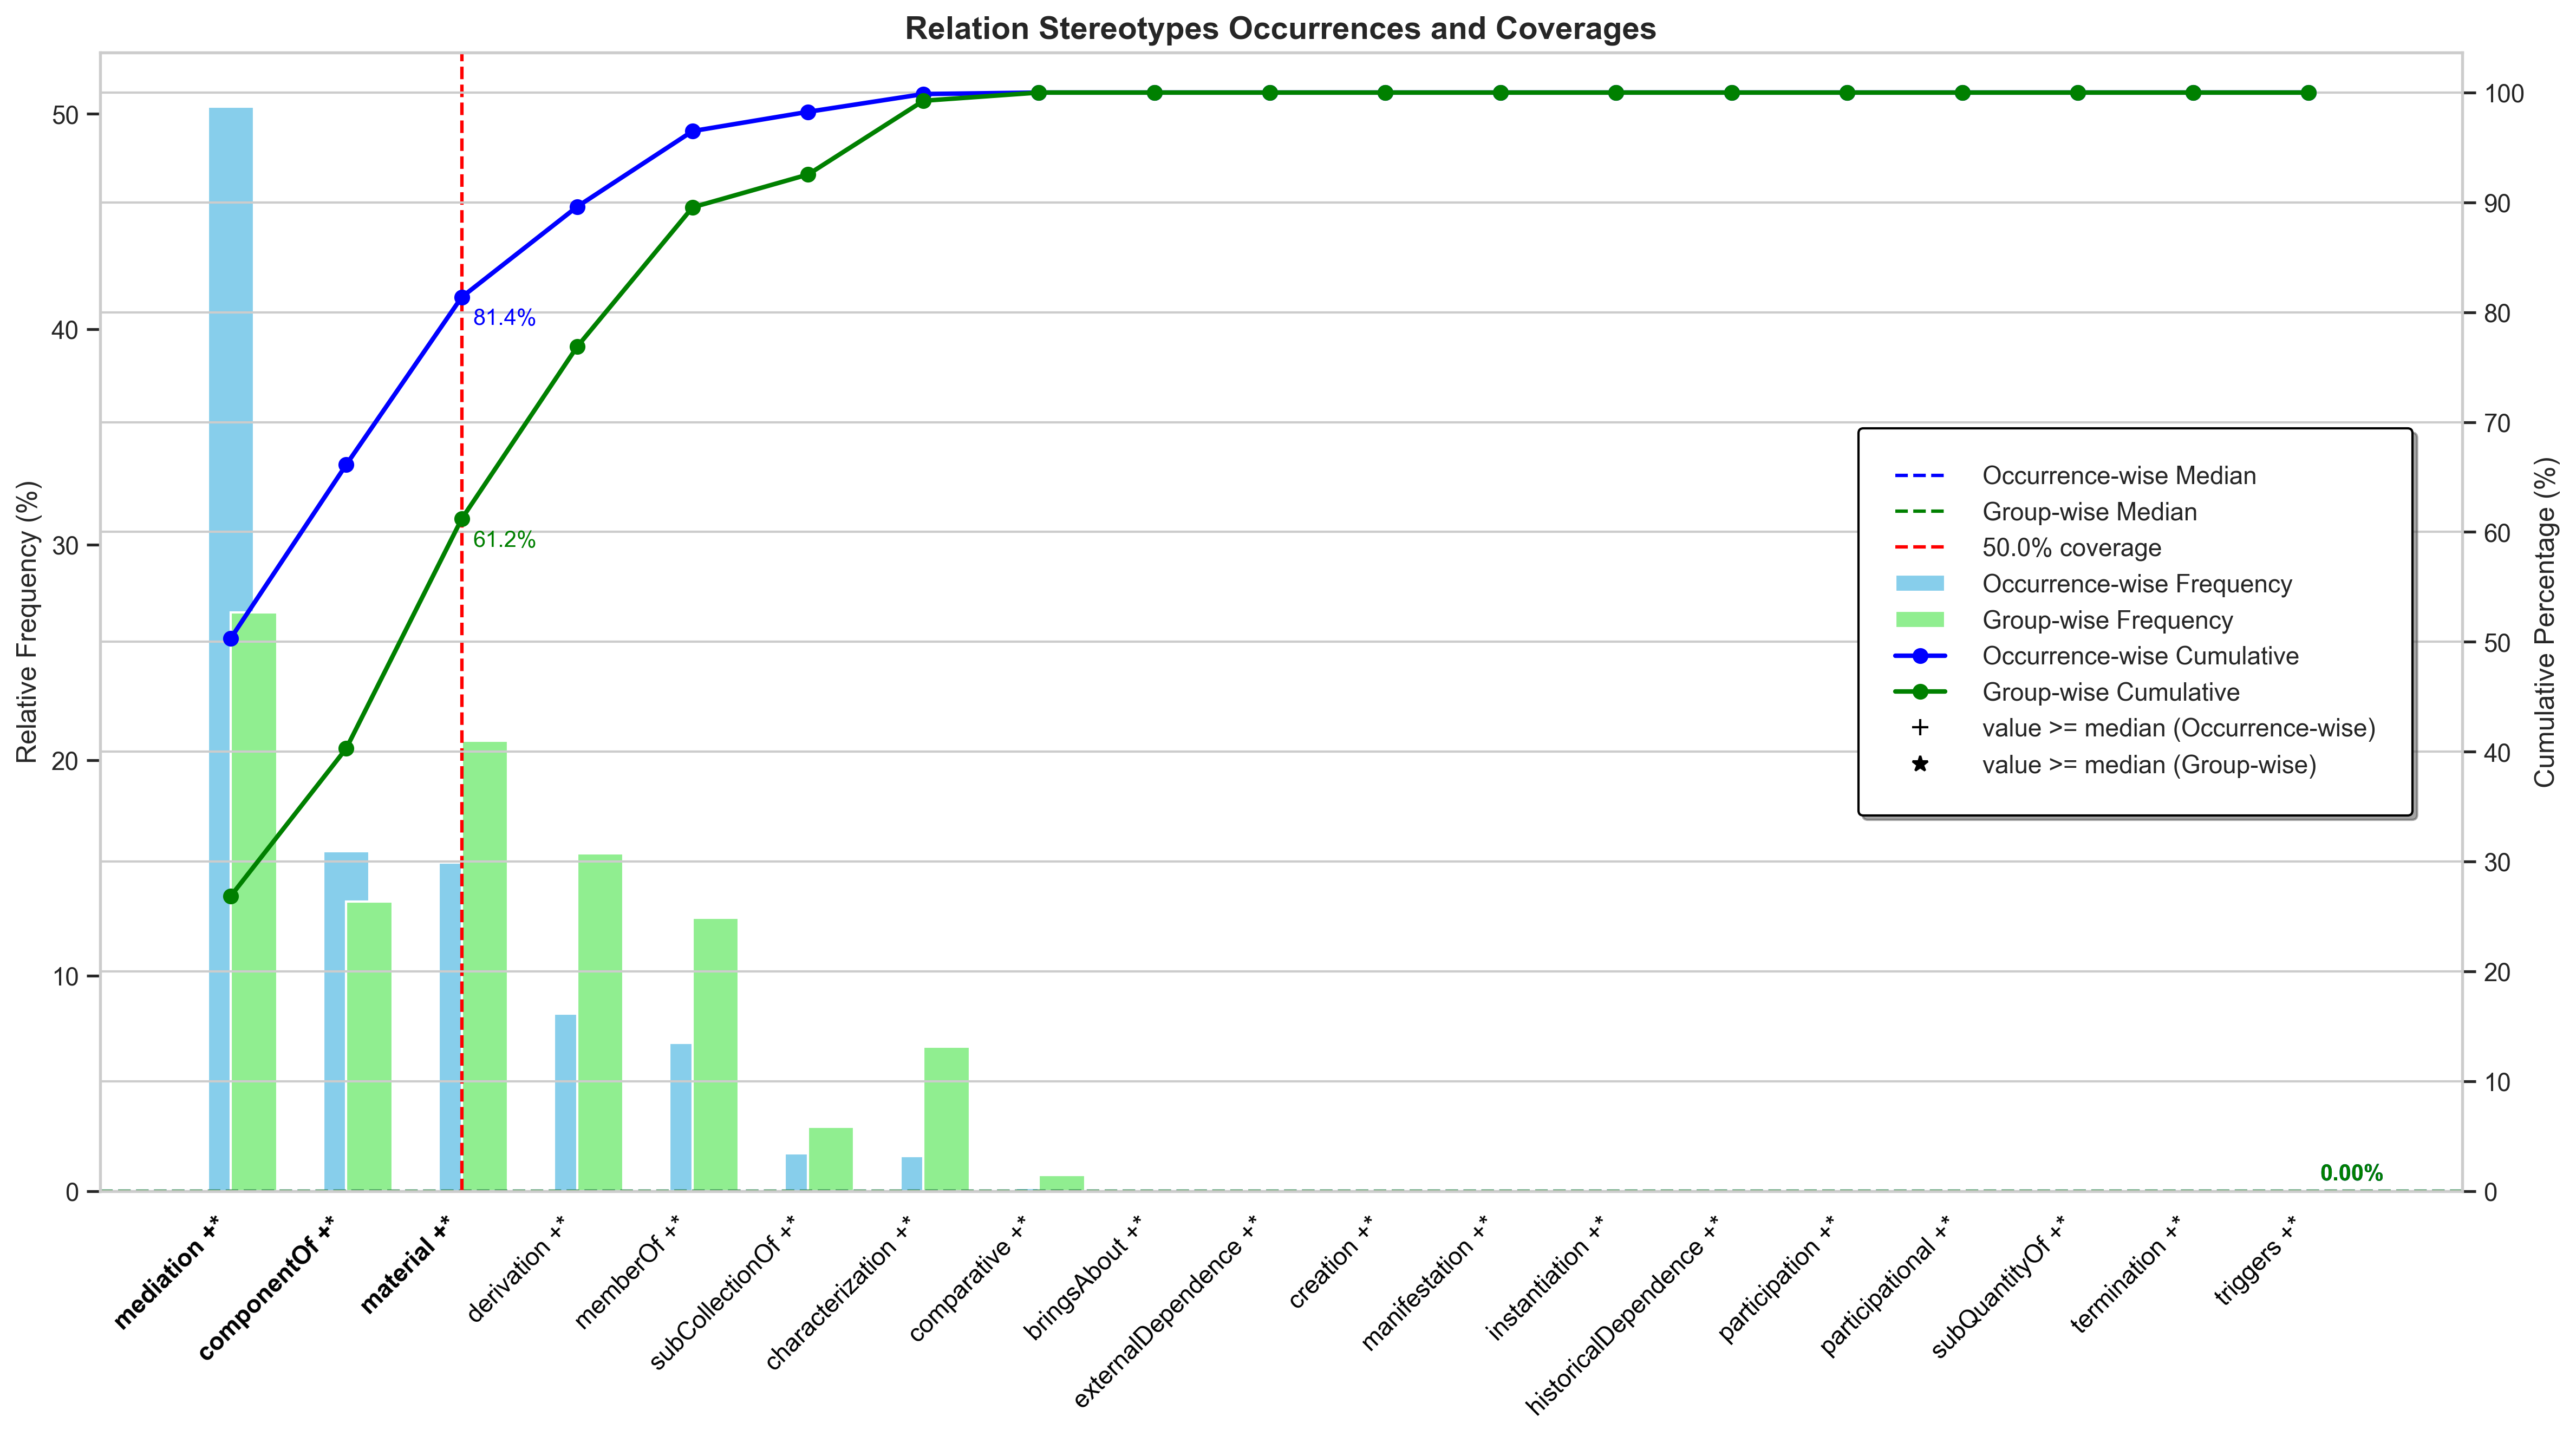 Relation Stereotypes Occurrences and Coverages
Relative Frequency (%)
50
40
30
20
10
0
100
90
80
70
60
50
40
30
20
10
0
Cumulative Percentage (%)
81.4%
61.2%
0.00%
Occurrence-wise Median
Group-wise Median
50.0% coverage
Occurrence-wise Frequency
Group-wise Frequency
Occurrence-wise Cumulative
Group-wise Cumulative
value >= median (Occurrence-wise)
value >= median (Group-wise)
mediation +*
componentOf +*
material +*
derivation +*
memberOf +*
subCollectionOf +*
characterization +*
comparative +*
bringsAbout +*
externalDependence +*
creation +*
manifestation +*
instantiation +*
historicalDependence +*
participation +*
participational +*
subQuantityOf +*
termination +*
triggers +*